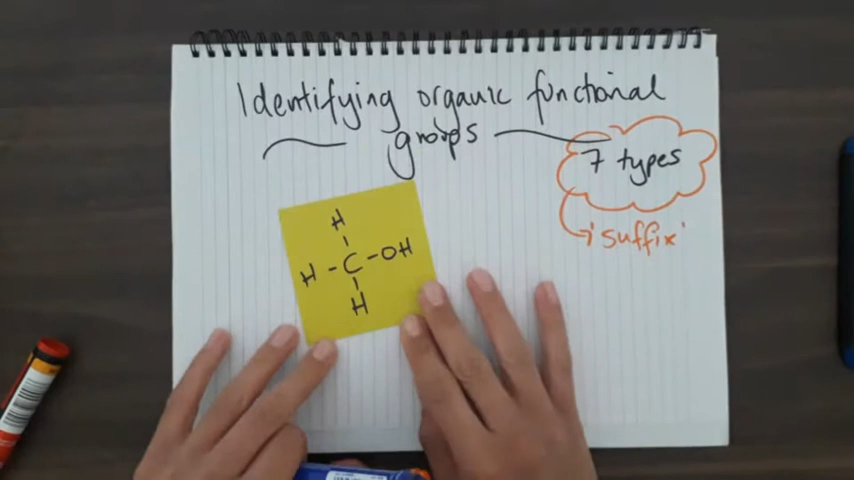 Identifying organic functional
groups
7 types
'suffix'
H
H - C - OH
H